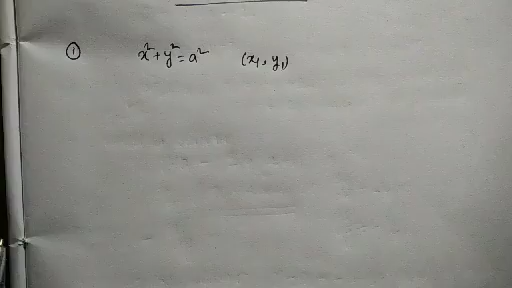 ① x² + y² = a² (x₁, y₁)